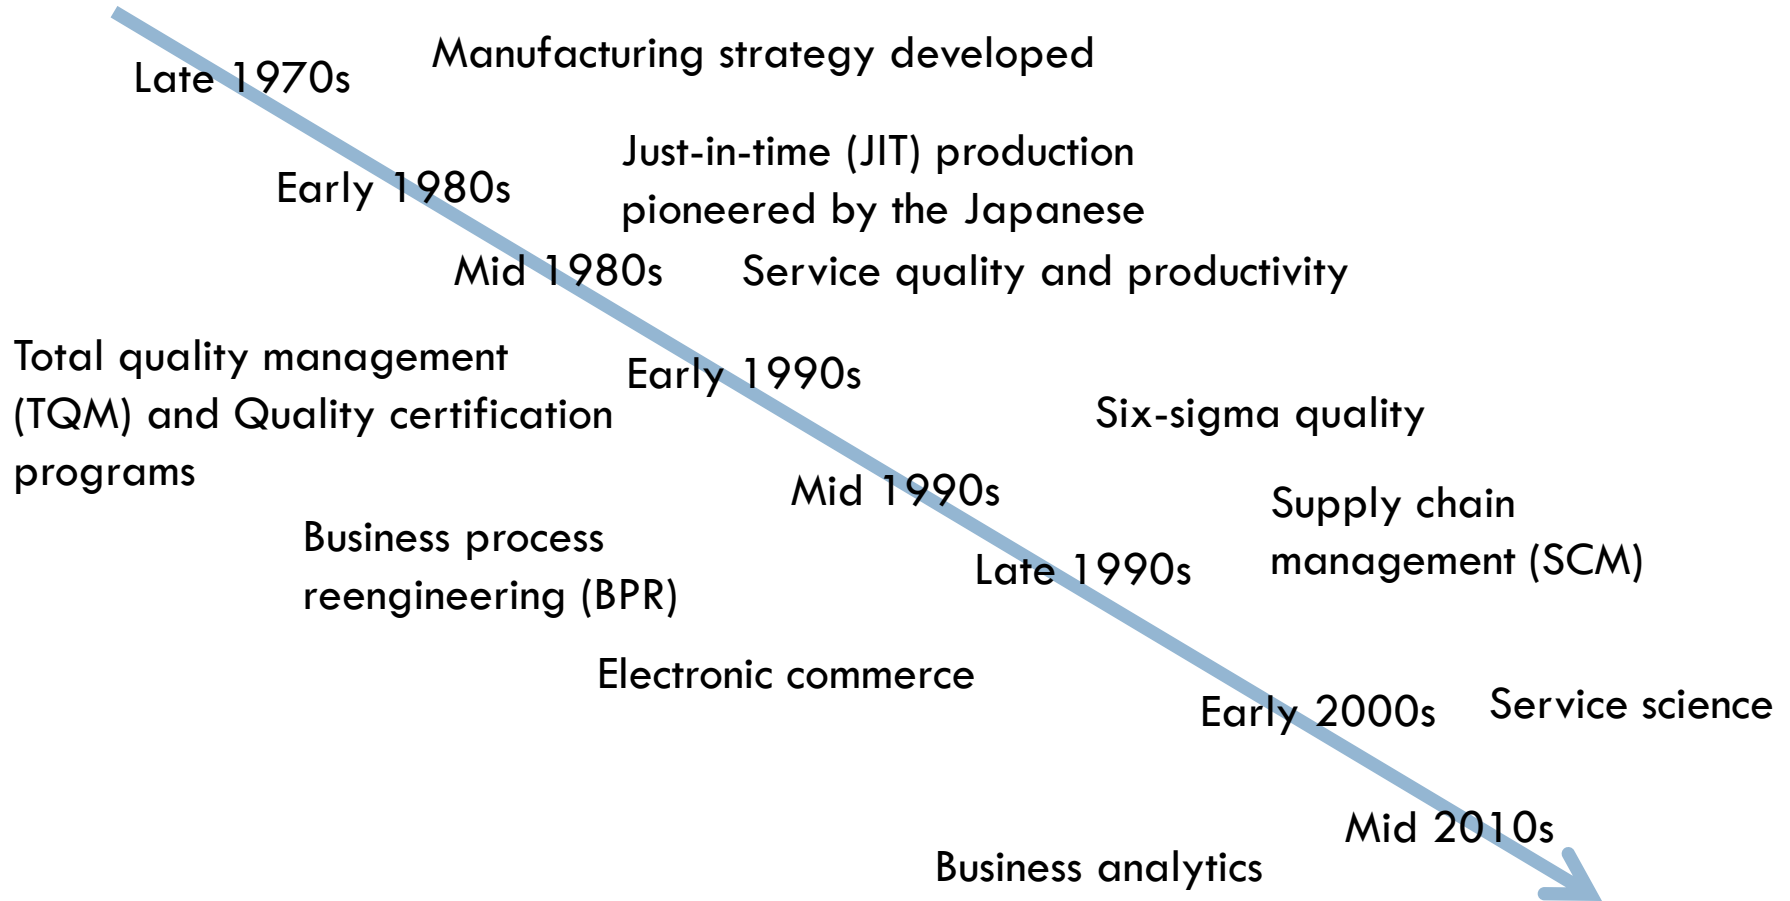 Late 1970s
Manufacturing strategy developed
Early 1980s
Just-in-time (JIT) production
pioneered by the Japanese
Mid 1980s
Service quality and productivity
Total quality management
(TQM) and Quality certification
programs
Early 1990s
Six-sigma quality
Mid 1990s
Business process
reengineering (BPR)
Supply chain
management (SCM)
Late 1990s
Electronic commerce
Early 2000s
Service science
Mid 2010s
Business analytics